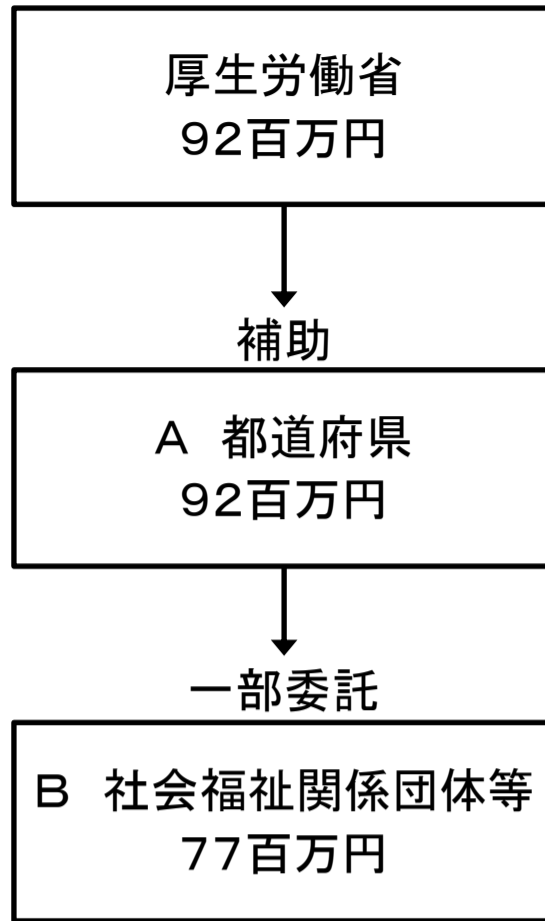 厚生労働省
92百万円
補助
A 都道府県
92百万円
一部委託
B 社会福祉関係団体等
77百万円